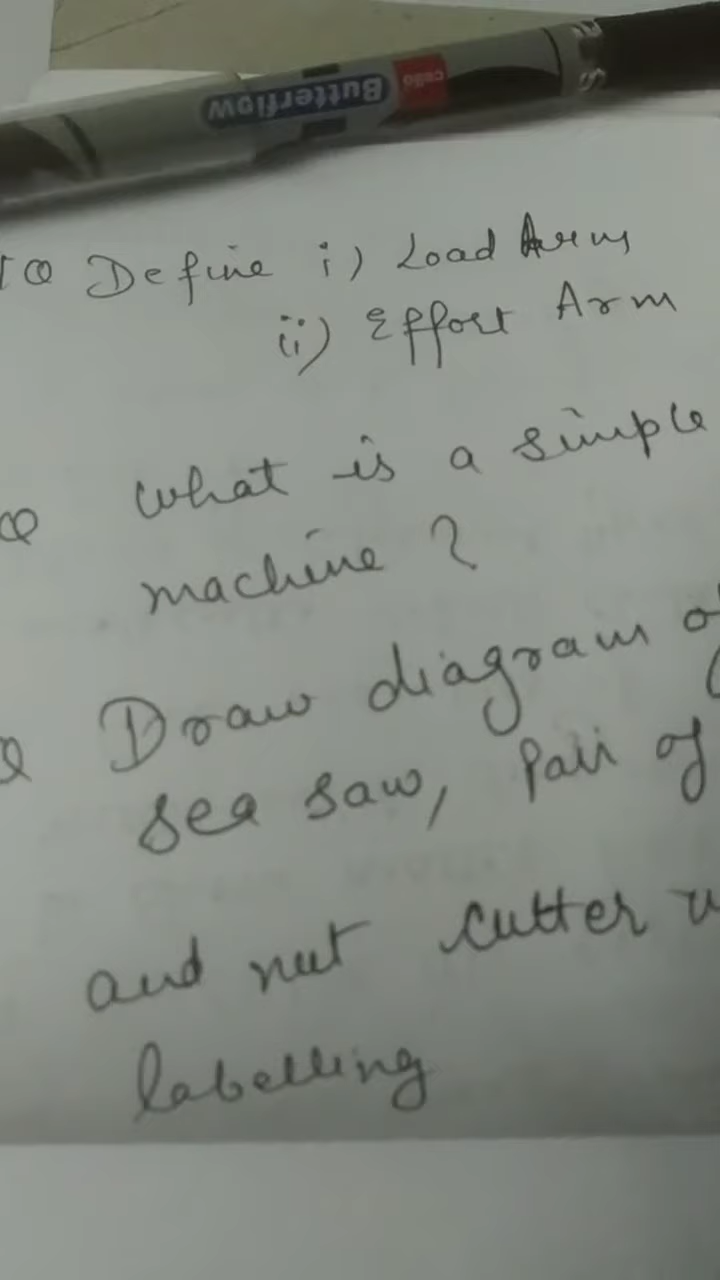 cello Butterflow
Q Define i) Load Arm
ii) Effort Arm
Q What is a simple
machine ?
Q Draw diagram of
sea saw, pair of
and nut cutter
labelling